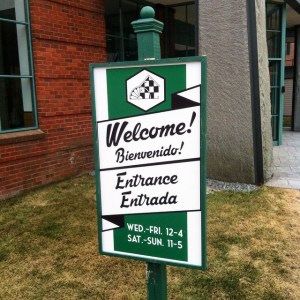 Welcome!
Bienvenido!
Entrance
Entrada
WED.-FRI. 12-4
SAT.-SUN. 11-5